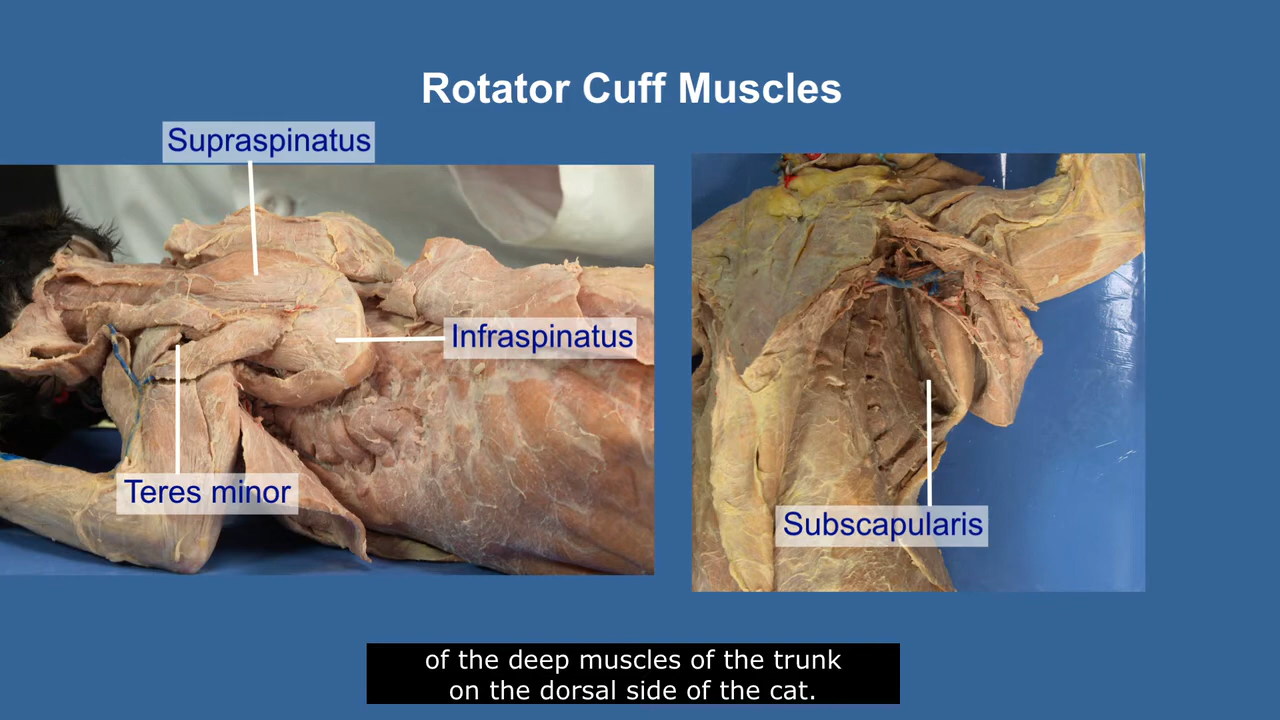 Rotator Cuff Muscles
Supraspinatus
Infraspinatus
Teres minor
Subscapularis
of the deep muscles of the trunk
on the dorsal side of the cat.